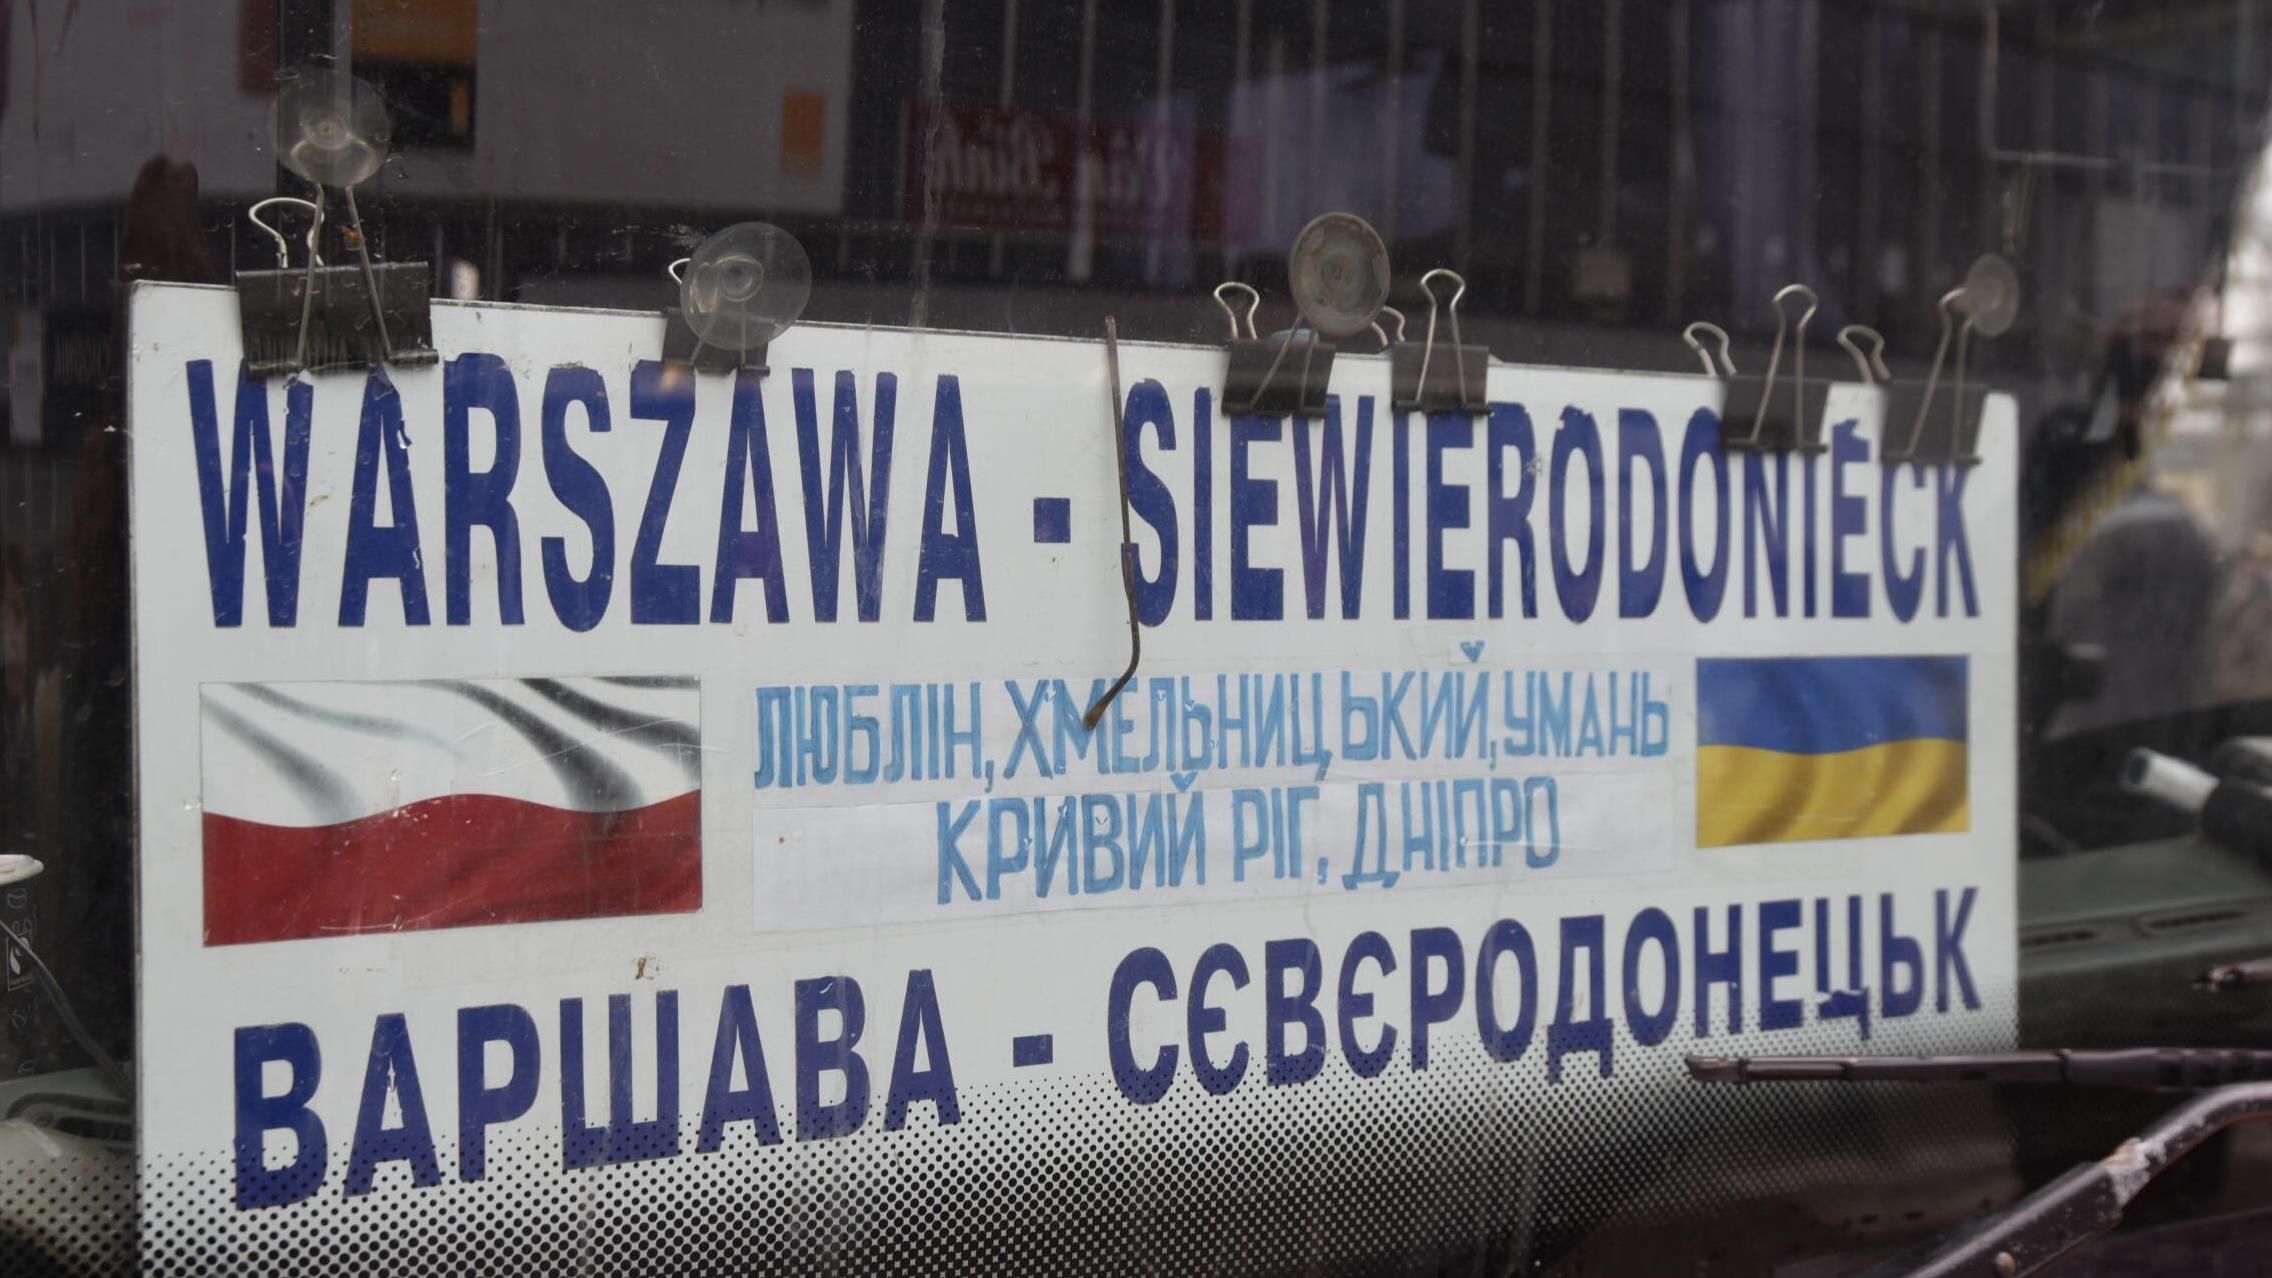 WARSZAWA - SIEWIERODONIECK
ЛЮБЛІН, ХМЕЛЬНИЦЬКИЙ, УМАНЬ
КРИВИЙ РІГ, ДНІПРО
ВАРШАВА - СЄВЄРОДОНЕЦЬК